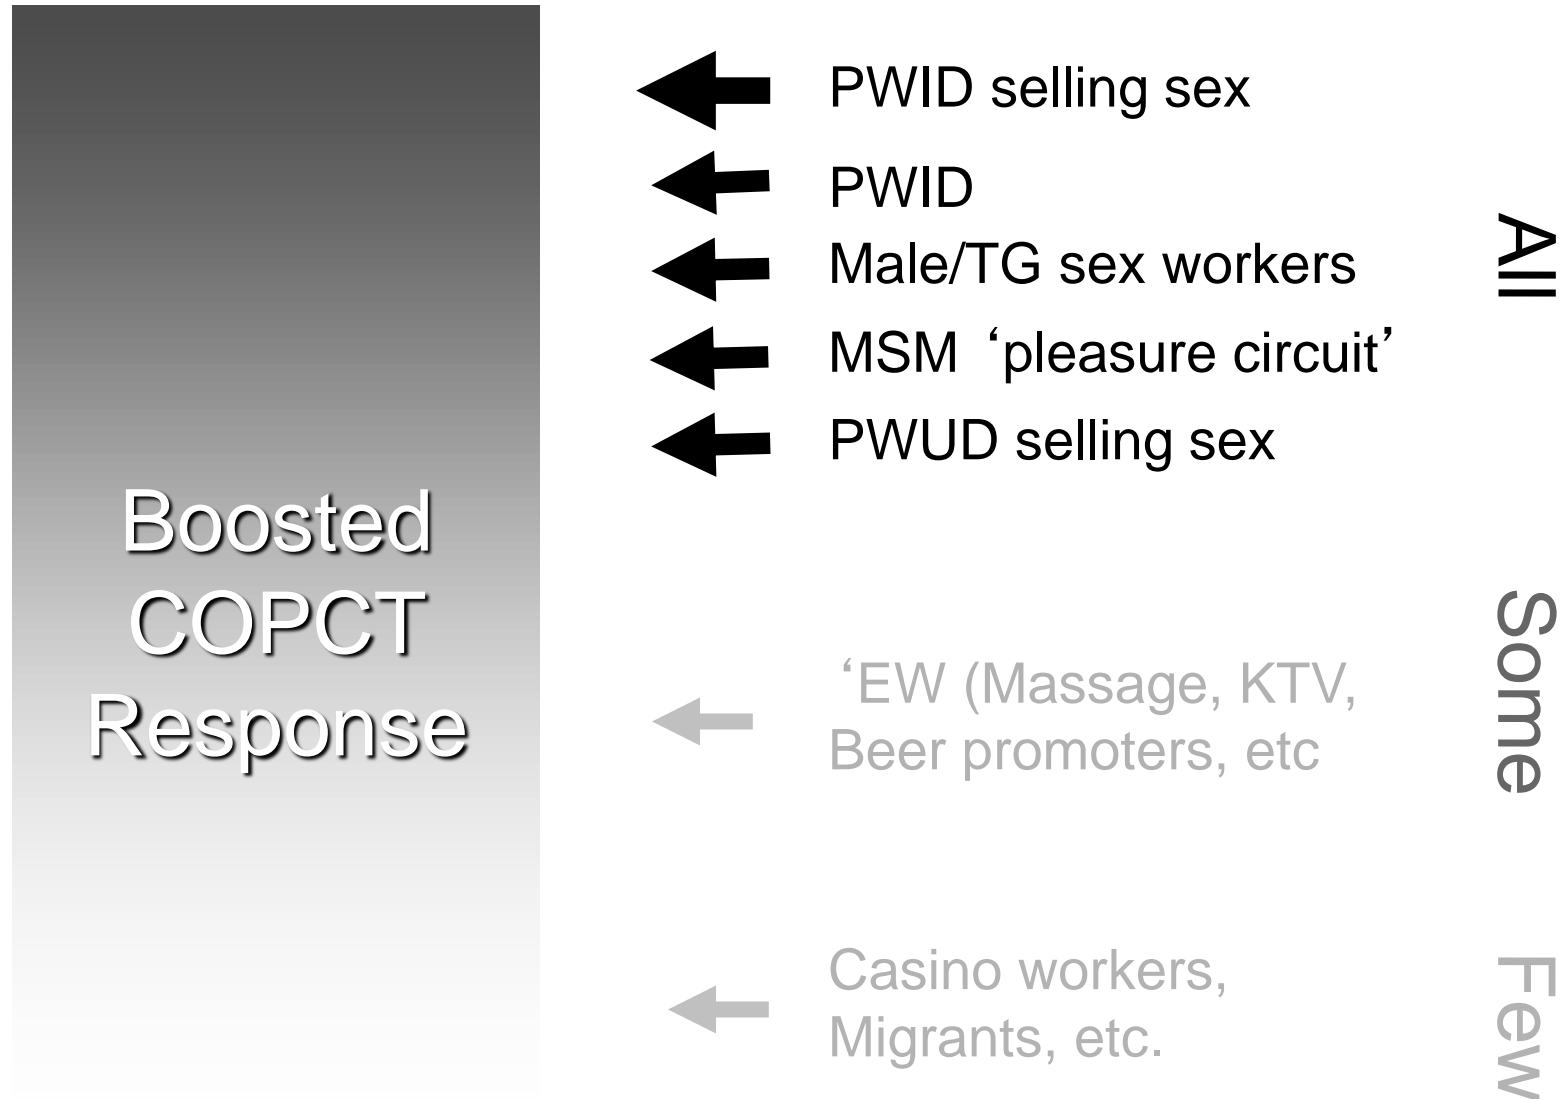 Boosted
COPCT
Response
PWID selling sex
PWID
Male/TG sex workers
MSM ‘pleasure circuit’
PWUD selling sex
‘EW (Massage, KTV,
Beer promoters, etc
Casino workers,
Migrants, etc.
All
Some
Few